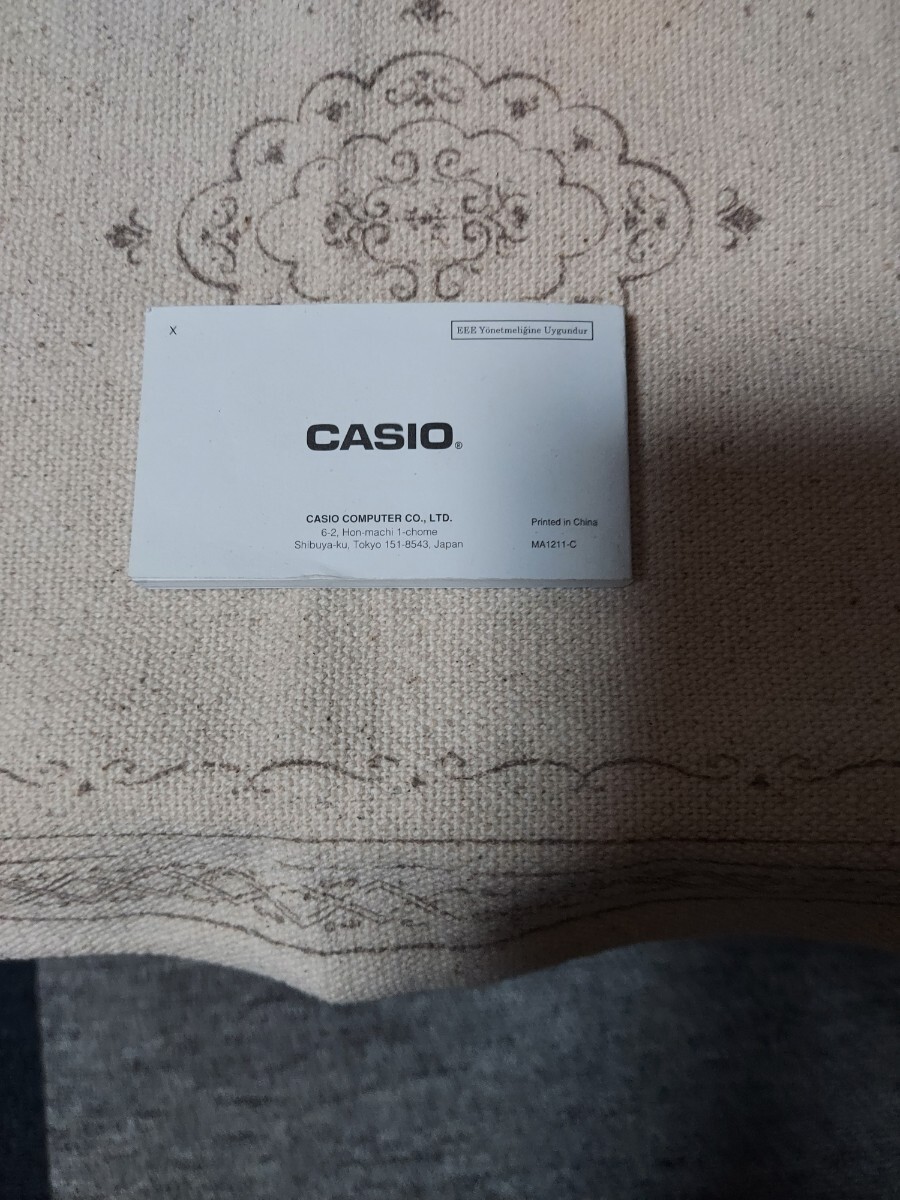 X
EEE Yönetmeliğine Uygundur
CASIO®
CASIO COMPUTER CO., LTD.
6-2, Hon-machi 1-chome
Shibuya-ku, Tokyo 151-8543, Japan
Printed in China
MA1211-C